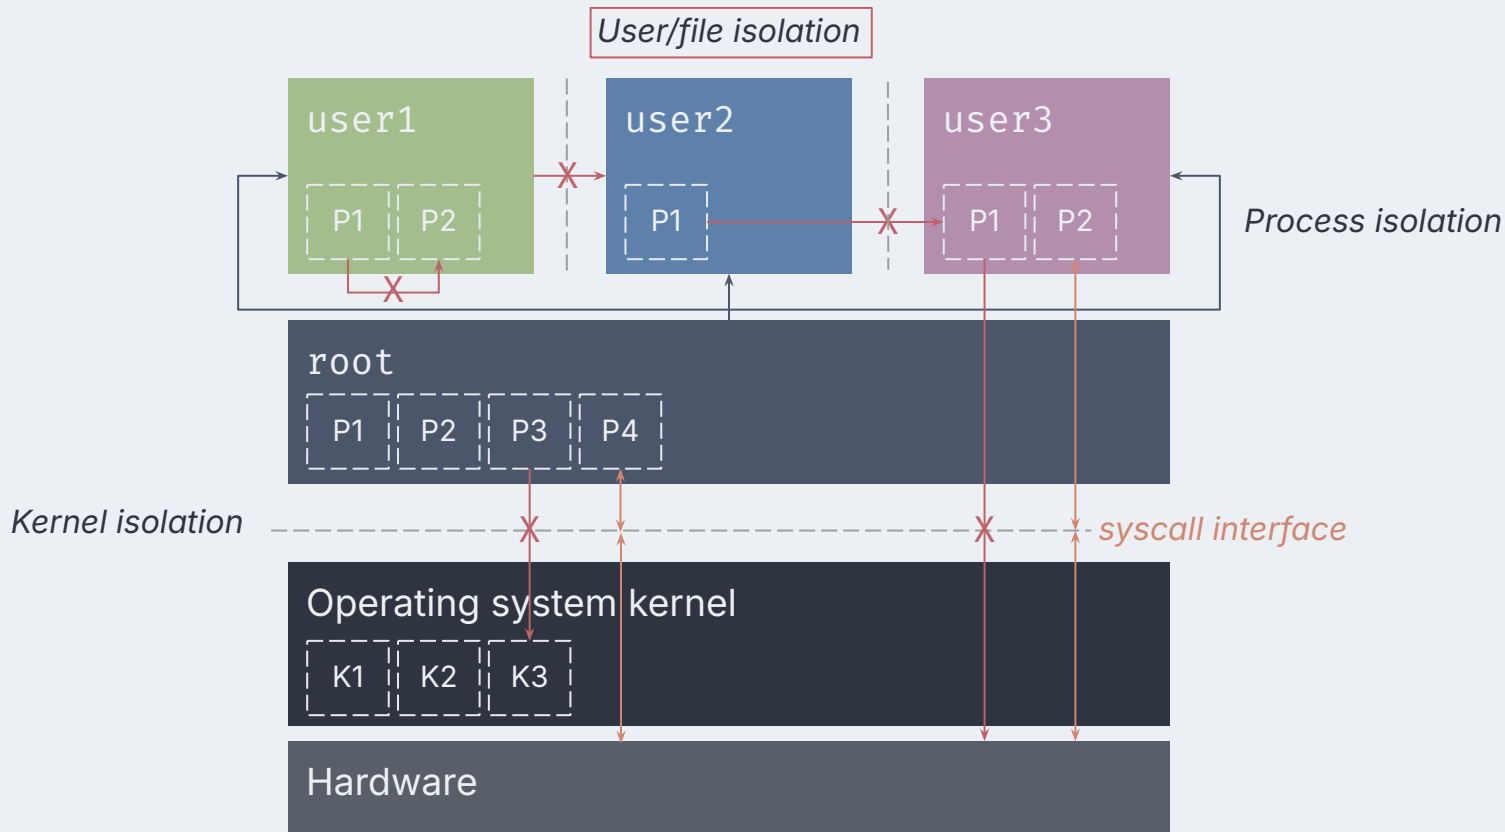 User/file isolation
user1
user2
user3
X
P1
P2
P1
X
P1
P2
Process isolation
X
root
P1
P2
P3
P4
Kernel isolation
X
X
syscall interface
Operating system kernel
K1
K2
K3
Hardware